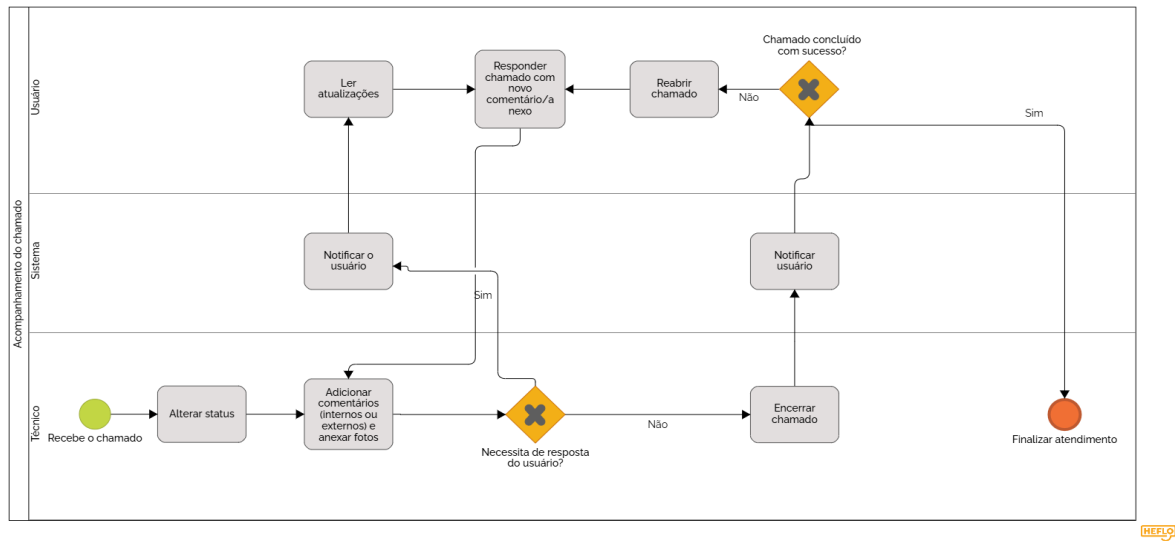 Acompanhamento do chamado
Usuário
Ler
atualizações
Responder
chamado com
novo
comentário/a
nexo
Reabrir
chamado
Não
Chamado concluído
com sucesso?
Sim
Sistema
Notificar o
usuário
Sim
Notificar
usuário
Técnico
Recebe o chamado
Alterar status
Adicionar
comentários
(internos ou
externos) e
anexar fotos
Necessita de resposta
do usuário?
Não
Encerrar
chamado
Finalizar atendimento
HEFLO